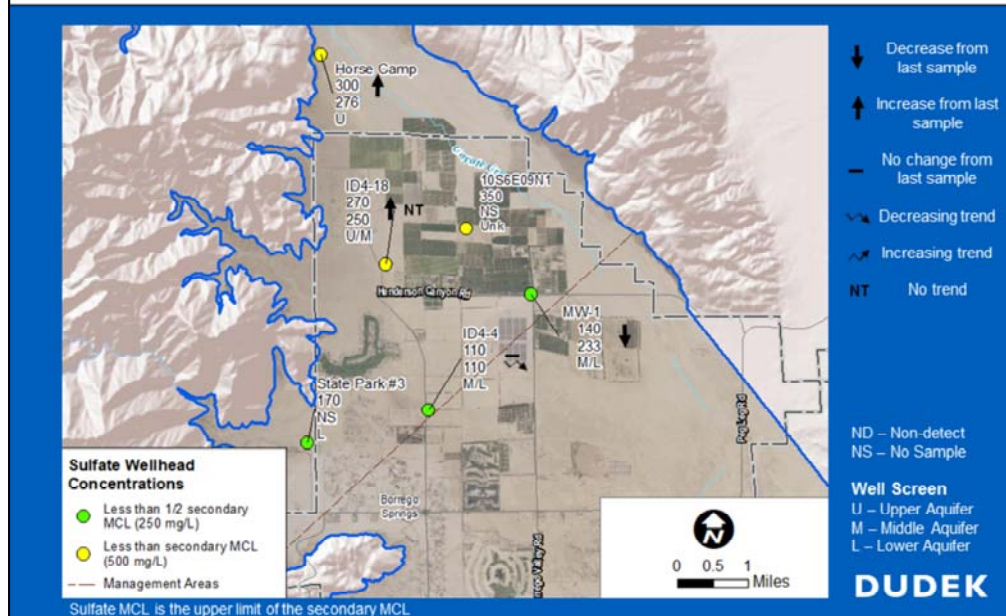 Horse Camp
300
276
U
Coyote Creek
ID4-18
270
250
U/M
NT
10S6E09N1
350
NS
Unk
Henderson Canyon Rd
MW-1
140
233
M/L
ID4-4
110
110
M/L
State Park #3
170
NS
L
Peg Leg Rd
Borrego
Springs
Valley Rd
Sulfate Wellhead
Concentrations
Less than 1/2 secondary
MCL (250 mg/L)
Less than secondary MCL
(500 mg/L)
Management Areas
N
0 0.5 1
Miles
Decrease from
last sample
Increase from last
sample
No change from
last sample
Decreasing trend
Increasing trend
NT No trend
ND – Non-detect
NS – No Sample
Well Screen
U – Upper Aquifer
M – Middle Aquifer
L – Lower Aquifer
DUDEK
Sulfate MCL is the upper limit of the secondary MCL